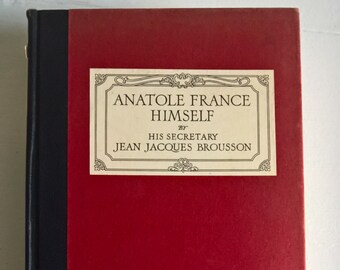 ANATOLE FRANCE
HIMSELF
BY
HIS SECRETARY
JEAN JACQUES BROUSSON